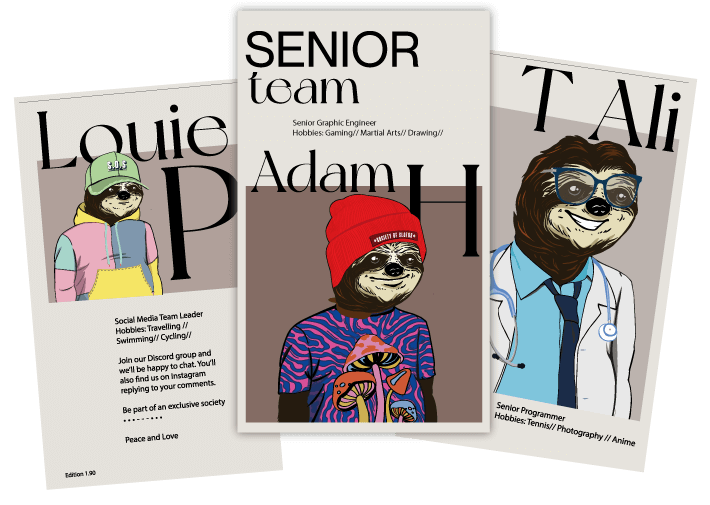 Louie
P
S.O.S
Social Media Team Leader
Hobbies: Travelling //
Swimming// Cycling//
Join our Discord group and
we'll be happy to chat. You'll
also find us on Instagram
replying to your comments.
Be part of an exclusive society
Peace and Love
Edition 1.90
SENIOR
team
Senior Graphic Engineer
Hobbies: Gaming// Martial Arts// Drawing//
Adam
H
SOCIETY OF SLOTHS
T Ali
Senior Programmer
Hobbies: Tennis// Photography // Anime